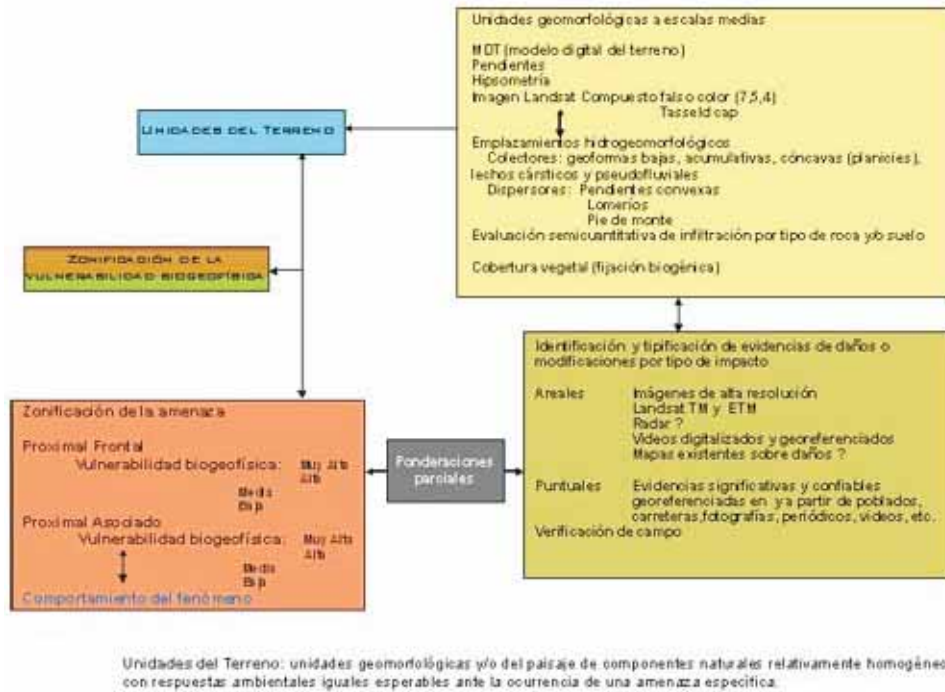 Unidades geomorfológicas a escalas medias
MDT (modelo digital del terreno)
Pendientes
Hipsometría
Imagen Landsat Compuesto falso color (7,5,4)
Tasseld cap
Emplazamientos hidrogeomorfológicos
Colectores: geoformas bajas, acumulativas, cóncavas (planicies),
lechos cársticos y pseudofluviales
Dispersores: Pendientes convexas
Lomeríos
Pie de monte
Evaluación semicuantitativa de infiltración por tipo de roca y/o suelo
Cobertura vegetal (fijación biogénica)
UNIDADES DEL TERRENO
ZONIFICACIÓN DE LA
VULNERABILIDAD BIOGEOFÍSICA
Identificación y tipificación de evidencias de daños o
modificaciones por tipo de impacto
Areales Imágenes de alta resolución
Landsat TM y ETM
Radar ?
Videos digitalizados y georeferenciados
Mapas existentes sobre daños ?
Puntuales Evidencias significativas y confiables
georeferenciadas en y a partir de poblados,
carreteras, fotografías, periódicos, videos, etc.
Verificación de campo
Zonificación de la amenaza
Proximal Frontal
Vulnerabilidad biogeofísica: Muy Alta
Alta
Media
Baja
Proximal Asociado
Vulnerabilidad biogeofísica: Muy Alta
Alta
Media
Baja
Comportamiento del fenómeno
Ponderaciones
parciales
Unidades del Terreno: unidades geomorfológicas y/o del paisaje de componentes naturales relativamente homogéne
con respuestas ambientales iguales esperables ante la ocurrencia de una amenaza específica.